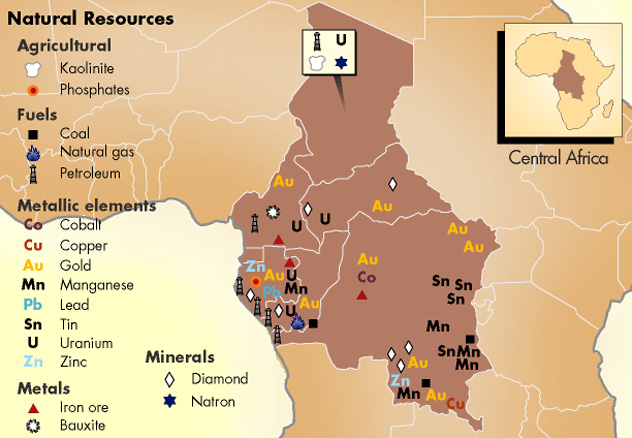 Natural Resources
Agricultural
Kaolinite
Phosphates
Fuels
Coal
Natural gas
Petroleum
Metallic elements
Co Cobalt
Cu Copper
Au Gold
Mn Manganese
Pb Lead
Sn Tin
U Uranium
Zn Zinc
Metals
Iron ore
Bauxite
Minerals
Diamond
Natron
U
Central Africa
Au
Au
U
U
Au
Au
Zn
Au
U
Pb
Mn
Au
U
Au
Co
Sn
Sn
Sn
Mn
Sn
Mn
Mn
Au
Zn
Mn
Au
Cu